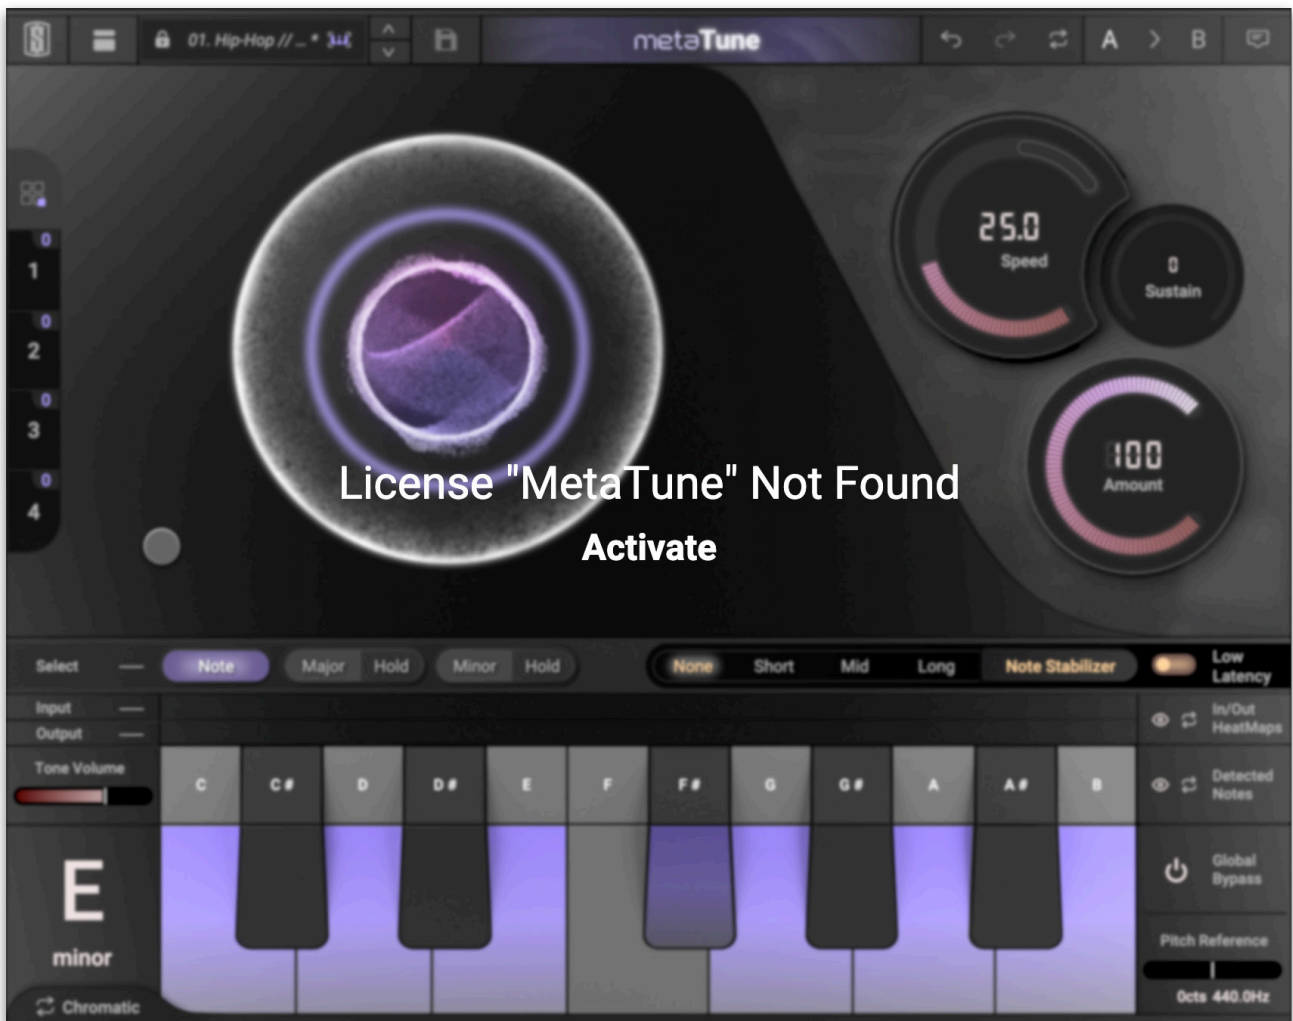 01. Hip-Hop // ... *
metaTune
A > B
25.0
Speed
0
Sustain
0
1
0
2
0
3
0
4
100
Amount
License "MetaTune" Not Found
Activate
Select — Note Major Hold Minor Hold None Short Mid Long Note Stabilizer Low Latency
Input —
Output —
In/Out
HeatMaps
Tone Volume
C C# D D# E F F# G G# A A# B
Detected
Notes
E
minor
Global
Bypass
Pitch Reference
0cts 440.0Hz
Chromatic